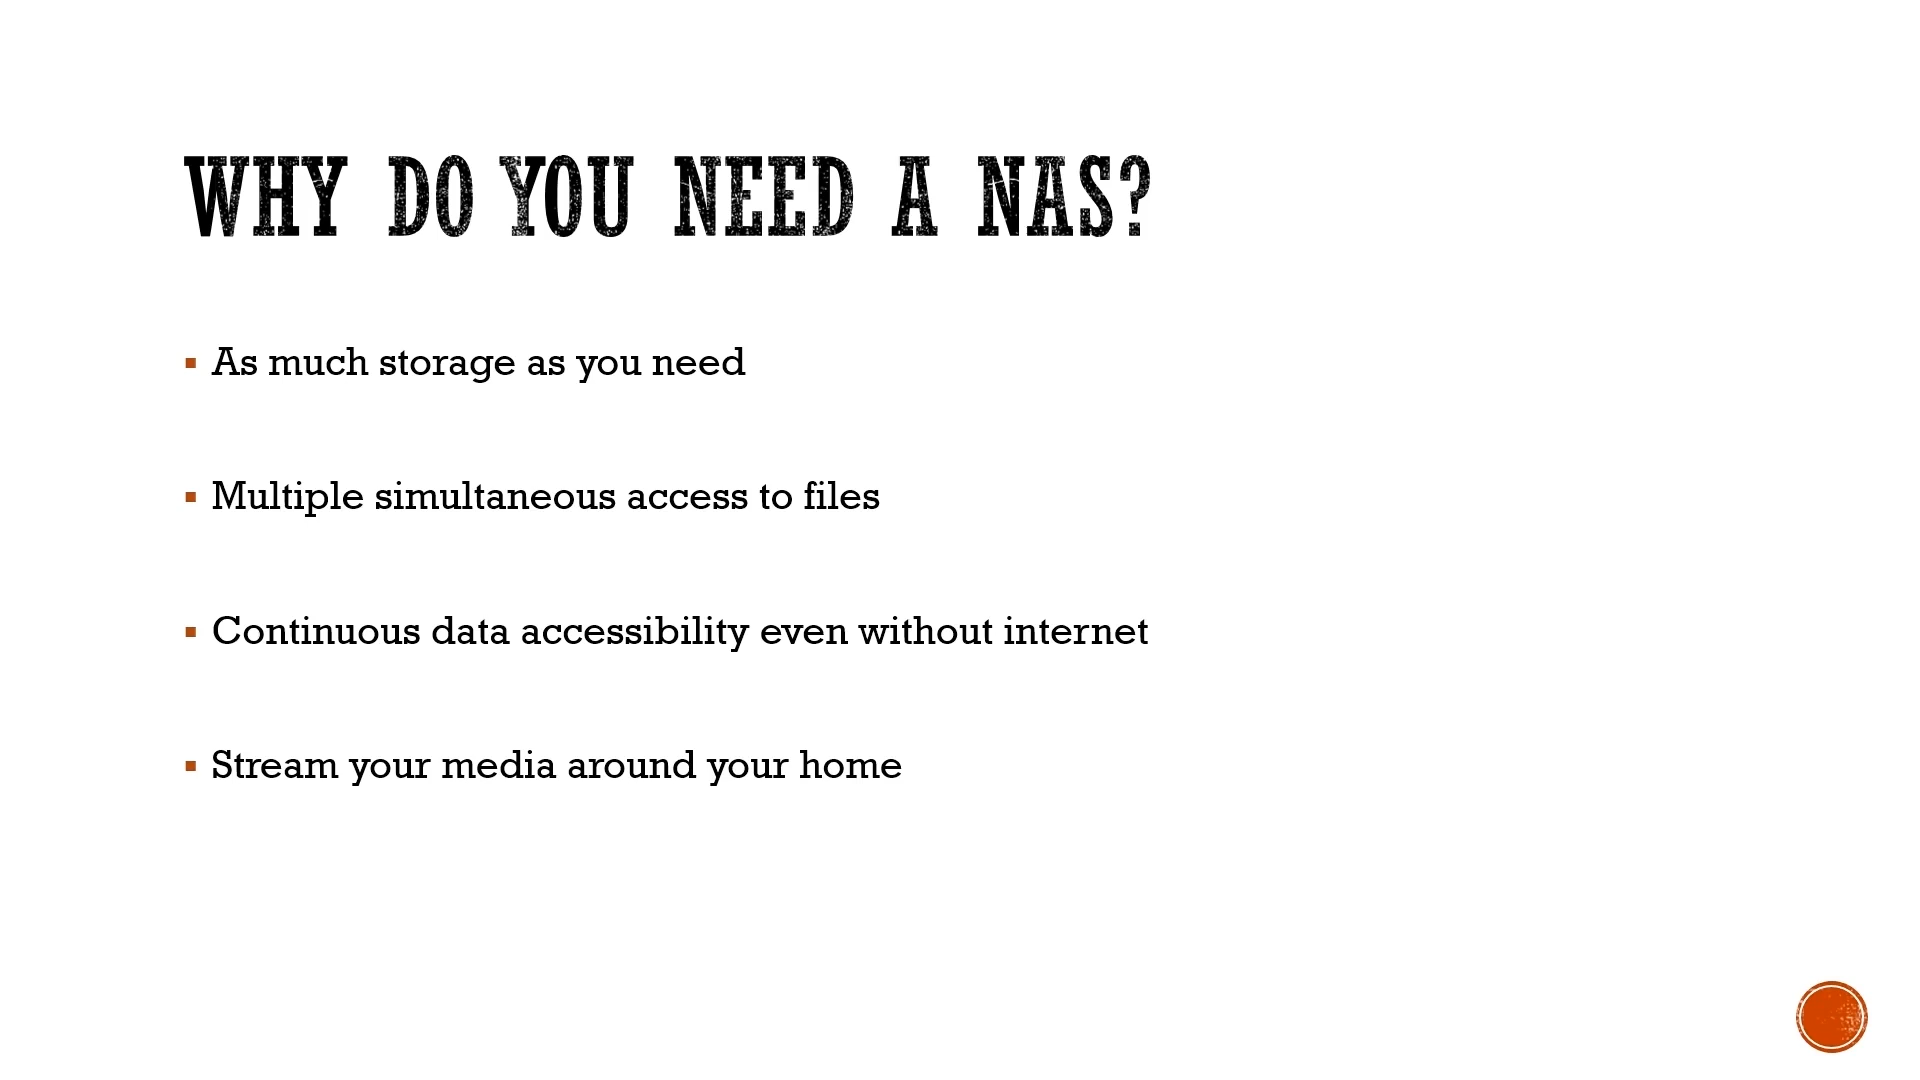 WHY DO YOU NEED A NAS?
As much storage as you need
Multiple simultaneous access to files
Continuous data accessibility even without internet
Stream your media around your home